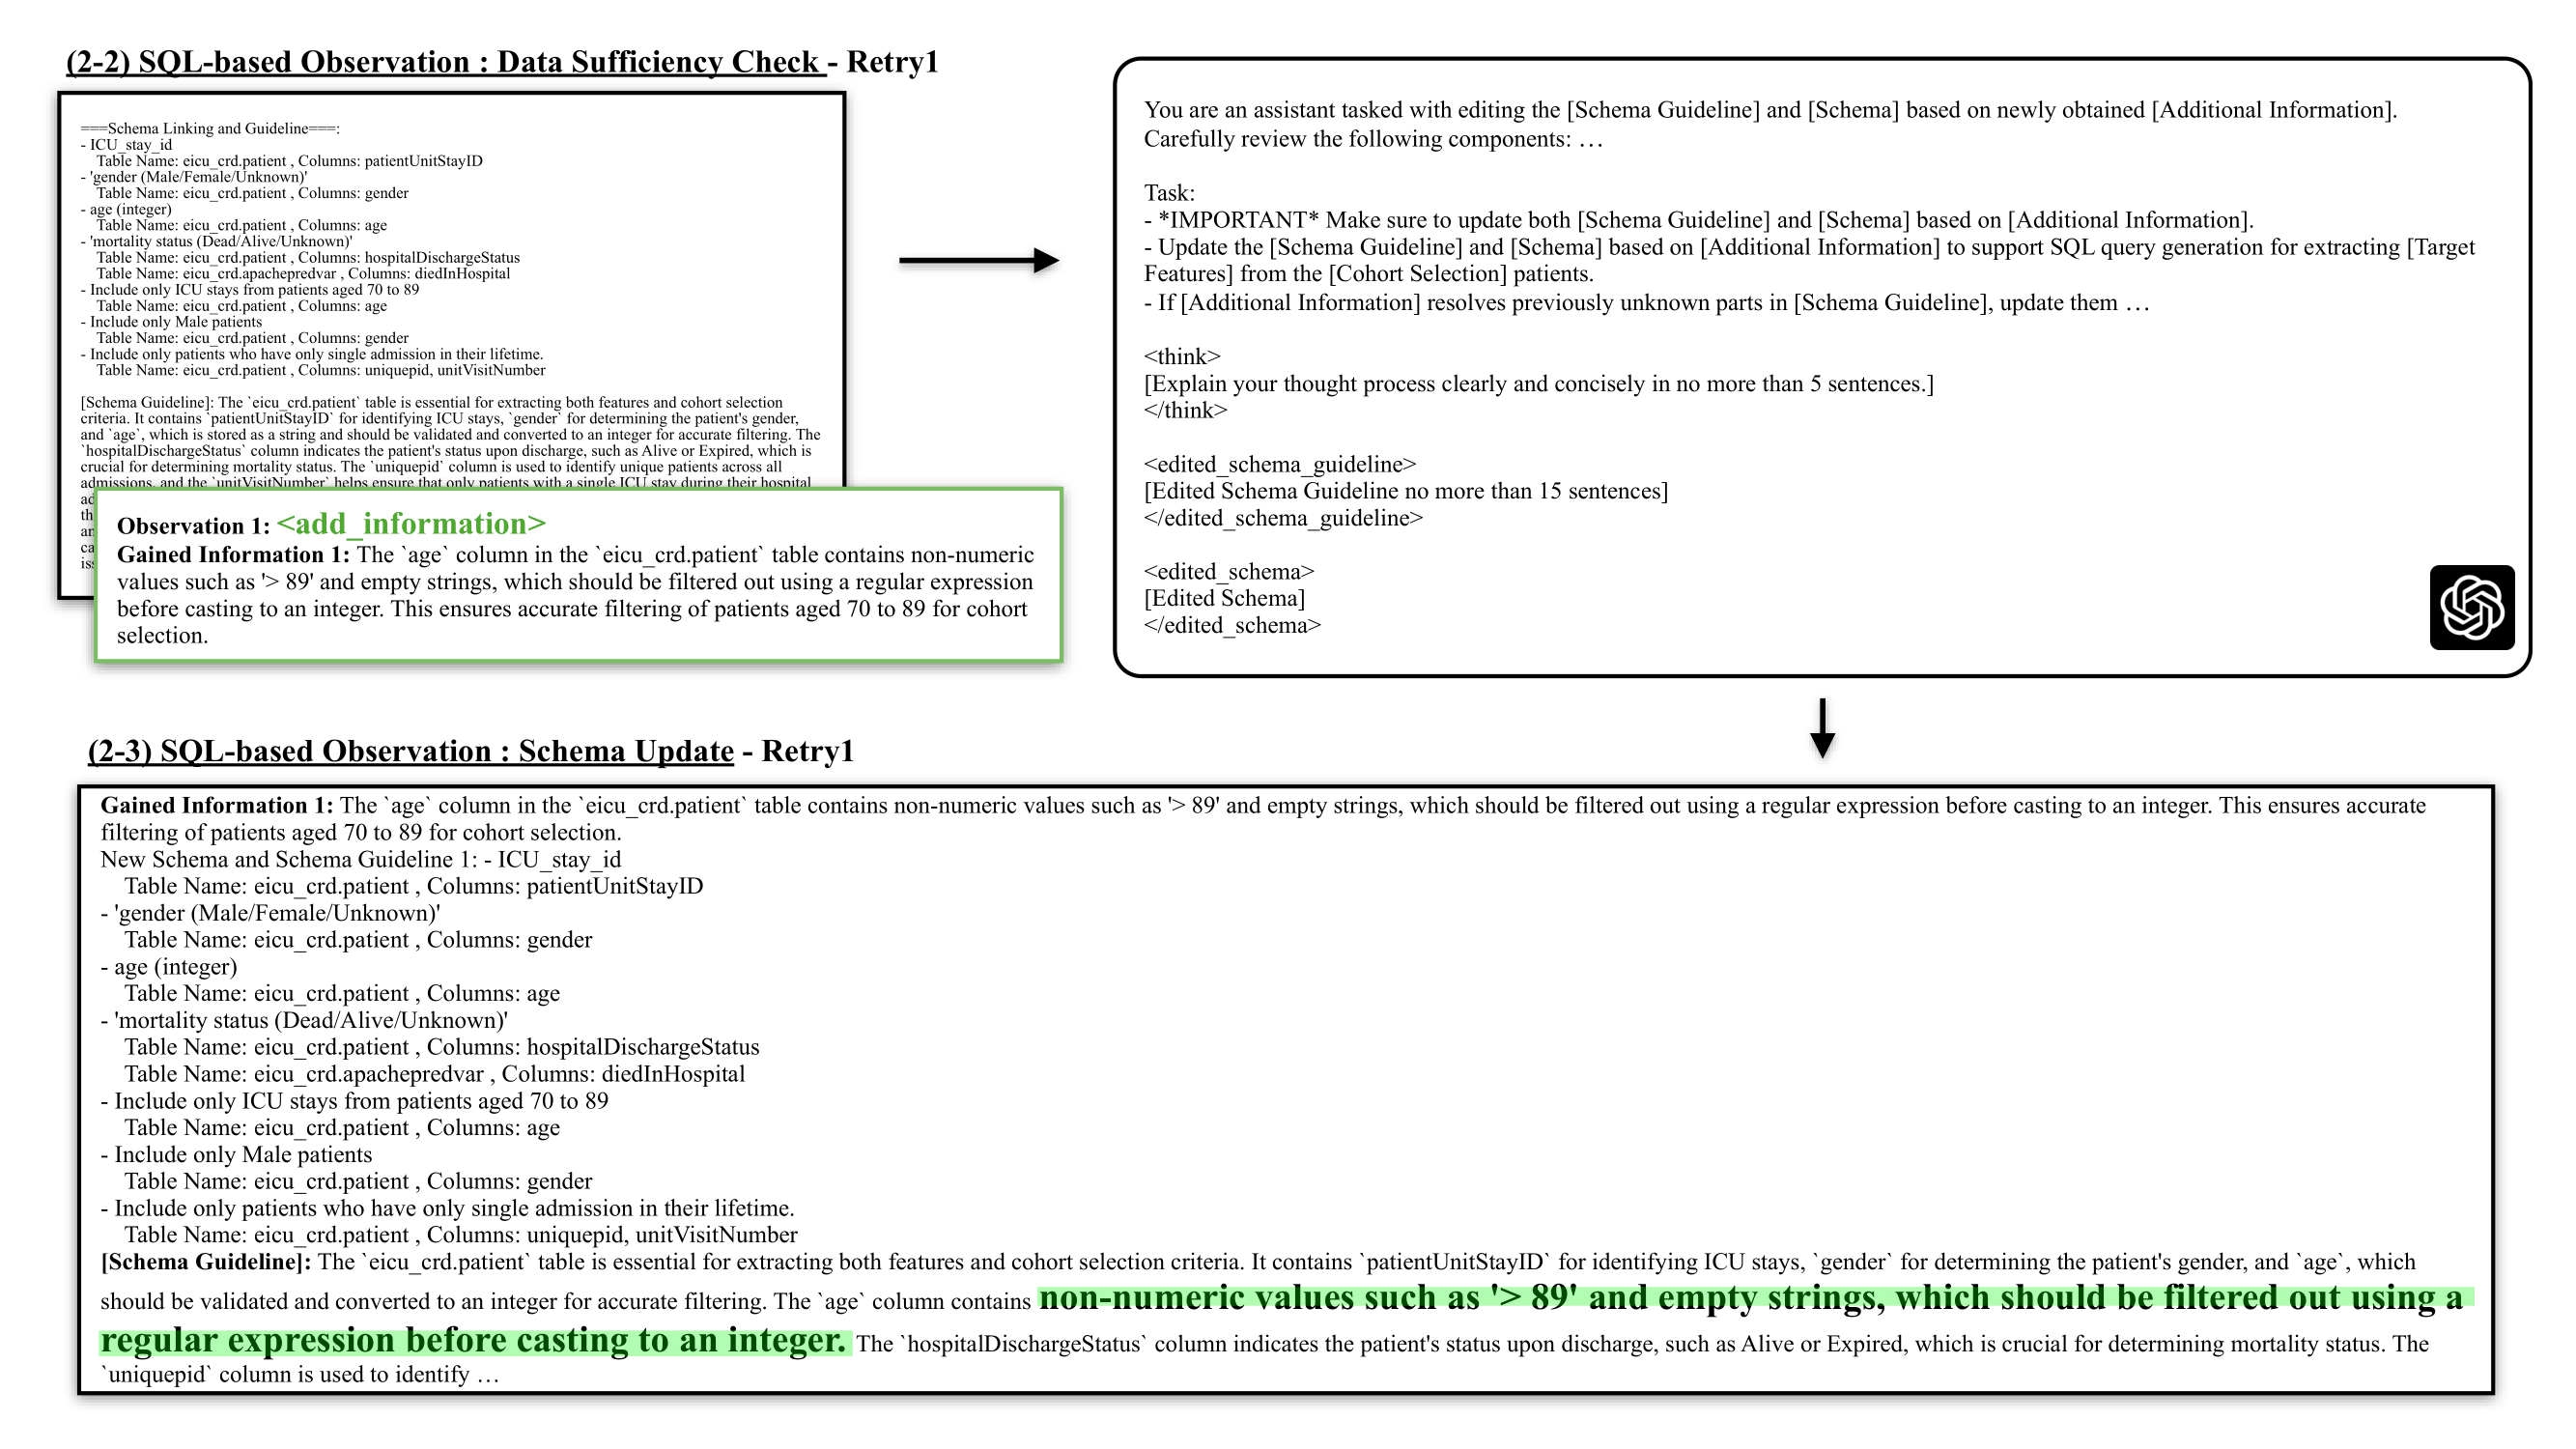 (2-2) SQL-based Observation : Data Sufficiency Check - Retry1
===Schema Linking and Guideline===:
- ICU_stay_id
Table Name: eicu_crd.patient , Columns: patientUnitStayID
- 'gender (Male/Female/Unknown)'
Table Name: eicu_crd.patient , Columns: gender
- age (integer)
Table Name: eicu_crd.patient , Columns: age
- 'mortality status (Dead/Alive/Unknown)'
Table Name: eicu_crd.patient , Columns: hospitalDischargeStatus
Table Name: eicu_crd.apachepredvar , Columns: diedInHospital
- Include only ICU stays from patients aged 70 to 89
Table Name: eicu_crd.patient , Columns: age
- Include only Male patients
Table Name: eicu_crd.patient , Columns: gender
- Include only patients who have only single admission in their lifetime.
Table Name: eicu_crd.patient , Columns: uniquepid, unitVisitNumber
[Schema Guideline]: The `eicu_crd.patient` table is essential for extracting both features and cohort selection
criteria. It contains `patientUnitStayID` for identifying ICU stays, `gender` for determining the patient's gender,
and `age`, which is stored as a string and should be validated and converted to an integer for accurate filtering. The
`hospitalDischargeStatus` column indicates the patient's status upon discharge, such as Alive or Expired, which is
crucial for determining mortality status. The `uniquepid` column is used to identify unique patients across all
admissions, and the `unitVisitNumber` helps ensure that only patients with a single ICU stay during their hospital
Observation 1: <add_information>
Gained Information 1: The `age` column in the `eicu_crd.patient` table contains non-numeric
values such as '> 89' and empty strings, which should be filtered out using a regular expression
before casting to an integer. This ensures accurate filtering of patients aged 70 to 89 for cohort
selection.
You are an assistant tasked with editing the [Schema Guideline] and [Schema] based on newly obtained [Additional Information].
Carefully review the following components: …
Task:
- *IMPORTANT* Make sure to update both [Schema Guideline] and [Schema] based on [Additional Information].
- Update the [Schema Guideline] and [Schema] based on [Additional Information] to support SQL query generation for extracting [Target
Features] from the [Cohort Selection] patients.
- If [Additional Information] resolves previously unknown parts in [Schema Guideline], update them …
<think>
[Explain your thought process clearly and concisely in no more than 5 sentences.]
</think>
<edited_schema_guideline>
[Edited Schema Guideline no more than 15 sentences]
</edited_schema_guideline>
<edited_schema>
[Edited Schema]
</edited_schema>
(2-3) SQL-based Observation : Schema Update - Retry1
Gained Information 1: The `age` column in the `eicu_crd.patient` table contains non-numeric values such as '> 89' and empty strings, which should be filtered out using a regular expression before casting to an integer. This ensures accurate
filtering of patients aged 70 to 89 for cohort selection.
New Schema and Schema Guideline 1: - ICU_stay_id
Table Name: eicu_crd.patient , Columns: patientUnitStayID
- 'gender (Male/Female/Unknown)'
Table Name: eicu_crd.patient , Columns: gender
- age (integer)
Table Name: eicu_crd.patient , Columns: age
- 'mortality status (Dead/Alive/Unknown)'
Table Name: eicu_crd.patient , Columns: hospitalDischargeStatus
Table Name: eicu_crd.apachepredvar , Columns: diedInHospital
- Include only ICU stays from patients aged 70 to 89
Table Name: eicu_crd.patient , Columns: age
- Include only Male patients
Table Name: eicu_crd.patient , Columns: gender
- Include only patients who have only single admission in their lifetime.
Table Name: eicu_crd.patient , Columns: uniquepid, unitVisitNumber
[Schema Guideline]: The `eicu_crd.patient` table is essential for extracting both features and cohort selection criteria. It contains `patientUnitStayID` for identifying ICU stays, `gender` for determining the patient's gender, and `age`, which
should be validated and converted to an integer for accurate filtering. The `age` column contains non-numeric values such as '> 89' and empty strings, which should be filtered out using a
regular expression before casting to an integer. The `hospitalDischargeStatus` column indicates the patient's status upon discharge, such as Alive or Expired, which is crucial for determining mortality status. The
`uniquepid` column is used to identify …